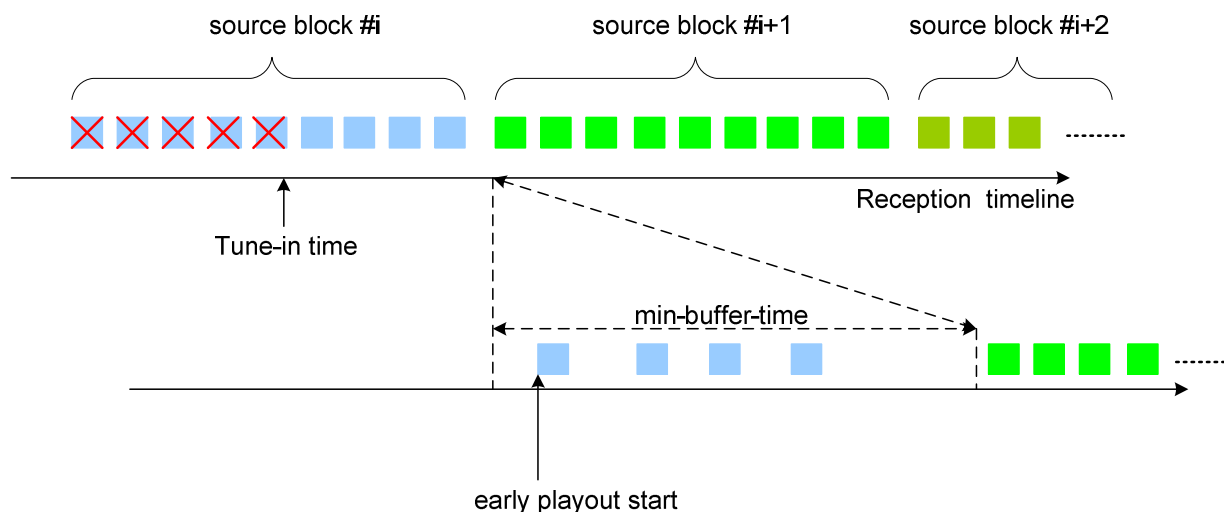 source block #i
source block #i+1
source block #i+2
Reception timeline
Tune-in time
min-buffer-time
early playout start